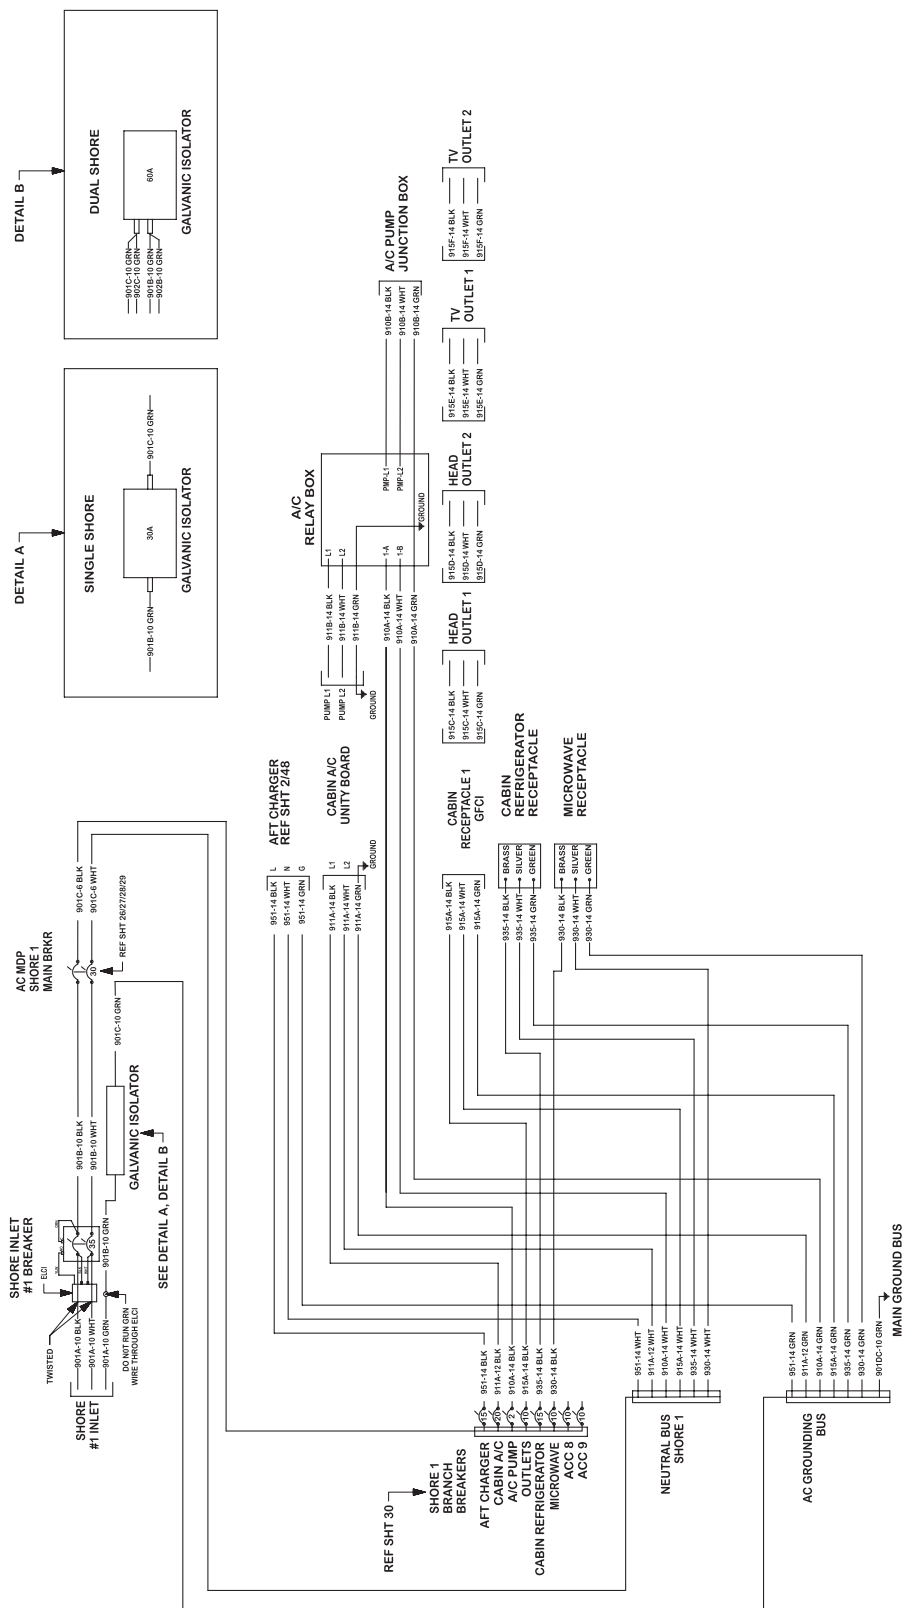 DETAIL A
SINGLE SHORE
901B-10 GRN
30A
901C-10 GRN
GALVANIC ISOLATOR
DETAIL B
DUAL SHORE
901C-10 GRN
902C-10 GRN
901B-10 GRN
902B-10 GRN
60A
GALVANIC ISOLATOR
SHORE INLET
#1 BREAKER
ELCI
TWISTED
35
901A-10 BLK
901A-10 WHT
901A-10 GRN
SHORE
#1 INLET
DO NOT RUN GRN
WIRE THROUGH ELCI
901B-10 BLK
901B-10 WHT
901B-10 GRN
GALVANIC ISOLATOR
SEE DETAIL A, DETAIL B
901C-10 GRN
AC MDP
SHORE 1
MAIN BRKR
30
REF SHT 26/27/28/29
901C-6 BLK
901C-6 WHT
AFT CHARGER
REF SHT 2/48
951-14 BLK L
951-14 WHT N
951-14 GRN G
CABIN A/C
UNITY BOARD
911A-14 BLK L1
911A-14 WHT L2
911A-14 GRN
GROUND
PUMP L1
PUMP L2
GROUND
911B-14 BLK
911B-14 WHT
911B-14 GRN
A/C
RELAY BOX
L1
L2
1-A
1-B
PMP-L1
PMP-L2
GROUND
910A-14 BLK
910A-14 WHT
910A-14 GRN
910B-14 BLK
910B-14 WHT
910B-14 GRN
A/C PUMP
JUNCTION BOX
CABIN
RECEPTACLE 1
GFCI
915A-14 BLK
915A-14 WHT
915A-14 GRN
HEAD
OUTLET 1
915C-14 BLK
915C-14 WHT
915C-14 GRN
HEAD
OUTLET 2
915D-14 BLK
915D-14 WHT
915D-14 GRN
TV
OUTLET 1
915E-14 BLK
915E-14 WHT
915E-14 GRN
TV
OUTLET 2
915F-14 BLK
915F-14 WHT
915F-14 GRN
CABIN
REFRIGERATOR
RECEPTACLE
935-14 BLK BRASS
935-14 WHT SILVER
935-14 GRN GREEN
MICROWAVE
RECEPTACLE
930-14 BLK BRASS
930-14 WHT SILVER
930-14 GRN GREEN
REF SHT 30
SHORE 1
BRANCH
BREAKERS
AFT CHARGER 15 951-14 BLK
CABIN A/C 20 911A-12 BLK
A/C PUMP 2 910A-14 BLK
OUTLETS 10 915A-14 BLK
CABIN REFRIGERATOR 15 935-14 BLK
MICROWAVE 10 930-14 BLK
ACC 8 10
ACC 9 10
NEUTRAL BUS
SHORE 1
951-14 WHT
911A-12 WHT
910A-14 WHT
915A-14 WHT
935-14 WHT
930-14 WHT
AC GROUNDING
BUS
951-14 GRN
911A-12 GRN
910A-14 GRN
915A-14 GRN
935-14 GRN
930-14 GRN
901DC-10 GRN
MAIN GROUND BUS